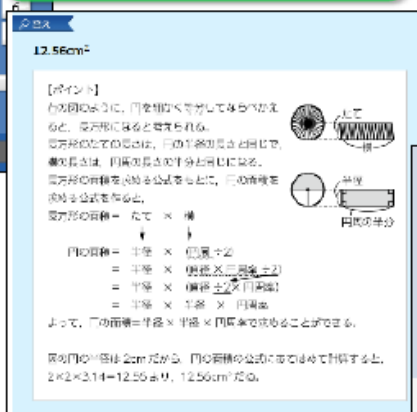 答え
12.56cm²
【ポイント】
右の図のように、円を細かく等分してならべかえ
ると、長方形になると考えられる。
長方形のたての長さは、円の半径の長さと同じで、
横の長さは、円周の長さの半分と同じになる。
長方形の面積を求める公式をもとに、円の面積を
求める公式を作ると、
長方形の面積= たて × 横
円の面積= 半径 × (円周÷2)
= 半径 × (直径×円周率÷2)
= 半径 × (直径÷2×円周率)
= 半径 × 半径 × 円周率
よって、円の面積=半径×半径×円周率で求めることができる。
図の円の半径は2cmだから、円の面積の公式にあてはめて計算すると、
2×2×3.14=12.56より、12.56cm²だね。
たて
横
半径
円周の半分